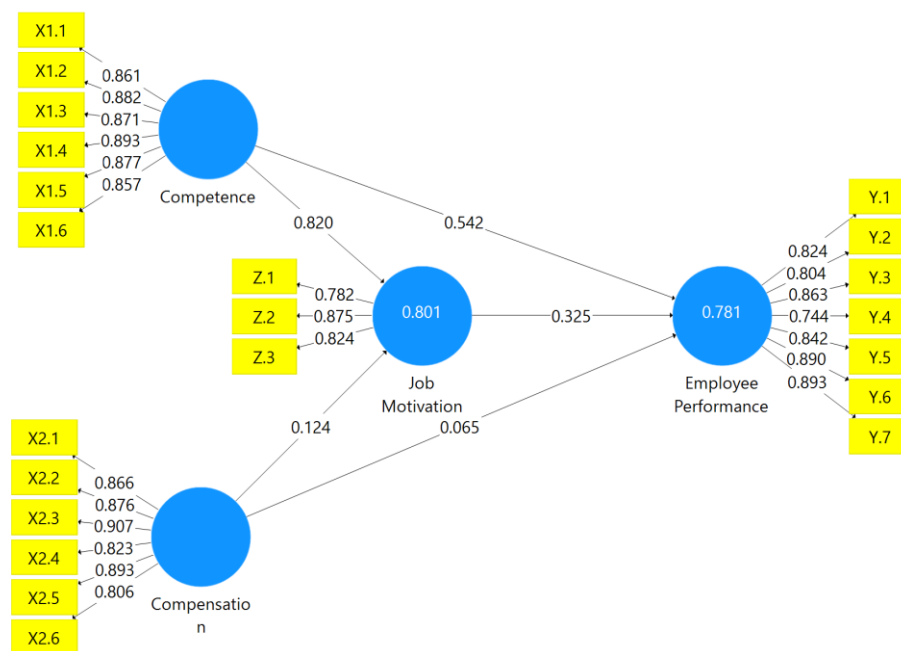 X1.1
X1.2
X1.3
X1.4
X1.5
X1.6
0.861
0.882
0.871
0.893
0.877
0.857
Competence
0.820
0.542
Z.1
Z.2
Z.3
0.782
0.875
0.824
0.801
Job
Motivation
0.325
0.781
Employee
Performance
Y.1
Y.2
Y.3
Y.4
Y.5
Y.6
Y.7
0.824
0.804
0.863
0.744
0.842
0.890
0.893
0.124
0.065
X2.1
X2.2
X2.3
X2.4
X2.5
X2.6
0.866
0.876
0.907
0.823
0.893
0.806
Compensatio
n